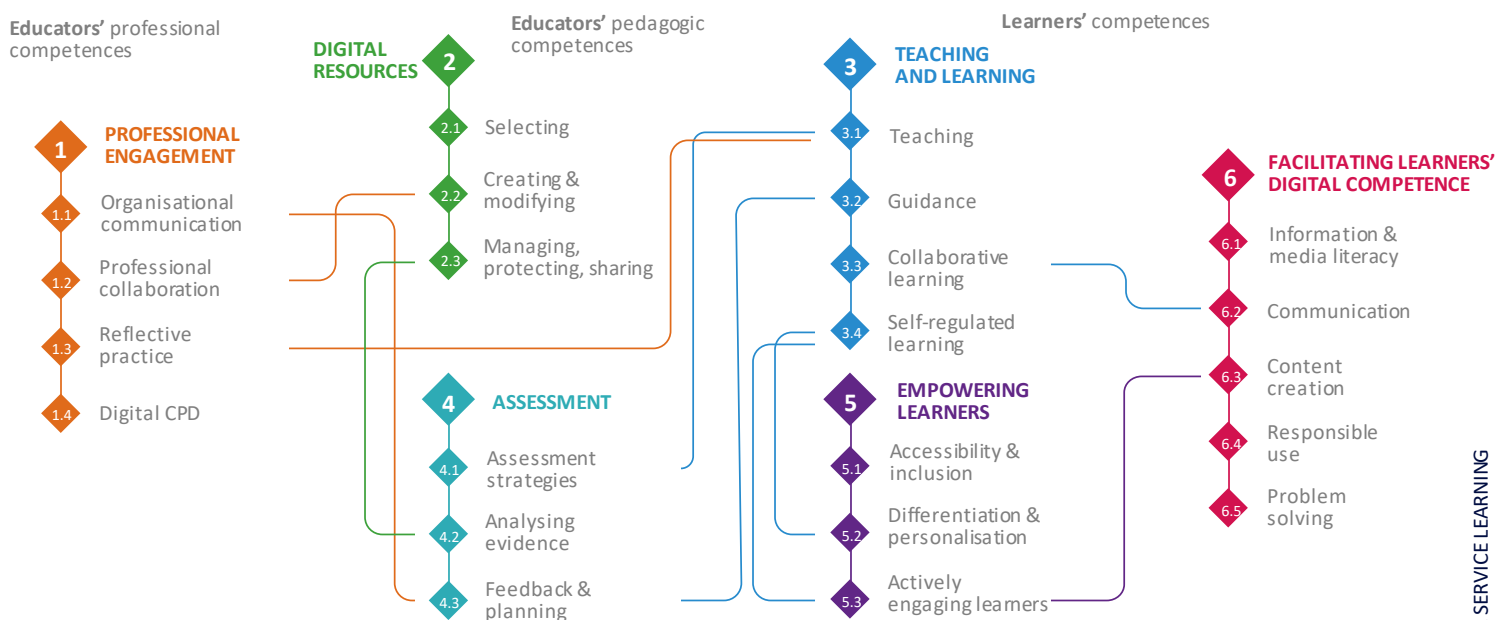 Educators' professional
competences
Educators' pedagogic
competences
Learners' competences
1
PROFESSIONAL
ENGAGEMENT
1.1
Organisational
communication
1.2
Professional
collaboration
1.3
Reflective
practice
1.4
Digital CPD
DIGITAL
RESOURCES
2
2.1
Selecting
2.2
Creating &
modifying
2.3
Managing,
protecting, sharing
4
ASSESSMENT
4.1
Assessment
strategies
4.2
Analysing
evidence
4.3
Feedback &
planning
3
TEACHING
AND LEARNING
3.1
Teaching
3.2
Guidance
3.3
Collaborative
learning
3.4
Self-regulated
learning
5
EMPOWERING
LEARNERS
5.1
Accessibility &
inclusion
5.2
Differentiation &
personalisation
5.3
Actively
engaging learners
6
FACILITATING LEARNERS'
DIGITAL COMPETENCE
6.1
Information &
media literacy
6.2
Communication
6.3
Content
creation
6.4
Responsible
use
6.5
Problem
solving
SERVICE LEARNING